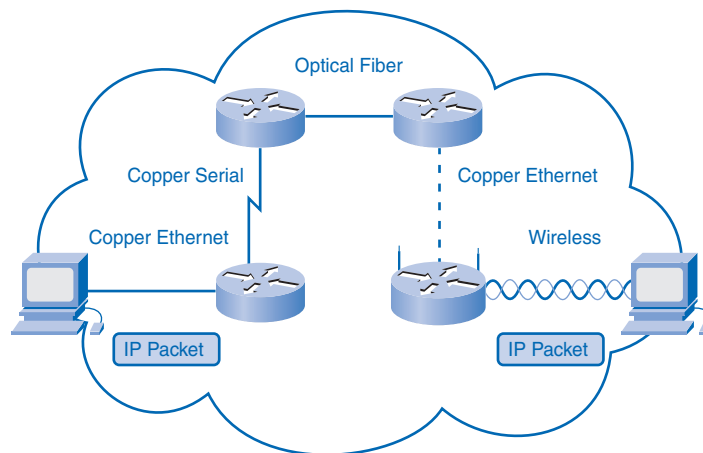 Optical Fiber
Copper Serial
Copper Ethernet
Copper Ethernet
Wireless
IP Packet
IP Packet